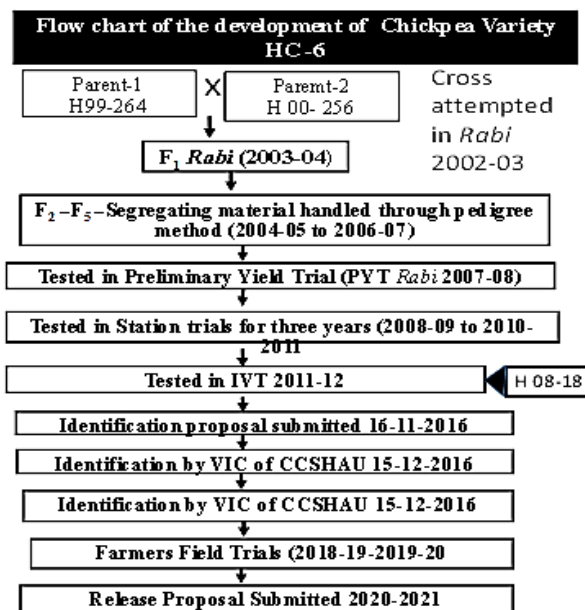 Flow chart of the development of Chickpea Variety
HC-6
Parent-1
H99-264
X
Paremt-2
H 00- 256
Cross
attempted
in Rabi
2002-03
F₁ Rabi (2003-04)
F₂–F₅–Segregating material handled through pedigree
method (2004-05 to 2006-07)
Tested in Preliminary Yield Trial (PYT Rabi 2007-08)
Tested in Station trials for three years (2008-09 to 2010-
2011
Tested in IVT 2011-12
H 08-18
Identification proposal submitted 16-11-2016
Identification by VIC of CCSHAU 15-12-2016
Identification by VIC of CCSHAU 15-12-2016
Farmers Field Trials (2018-19-2019-20
Release Proposal Submitted 2020-2021